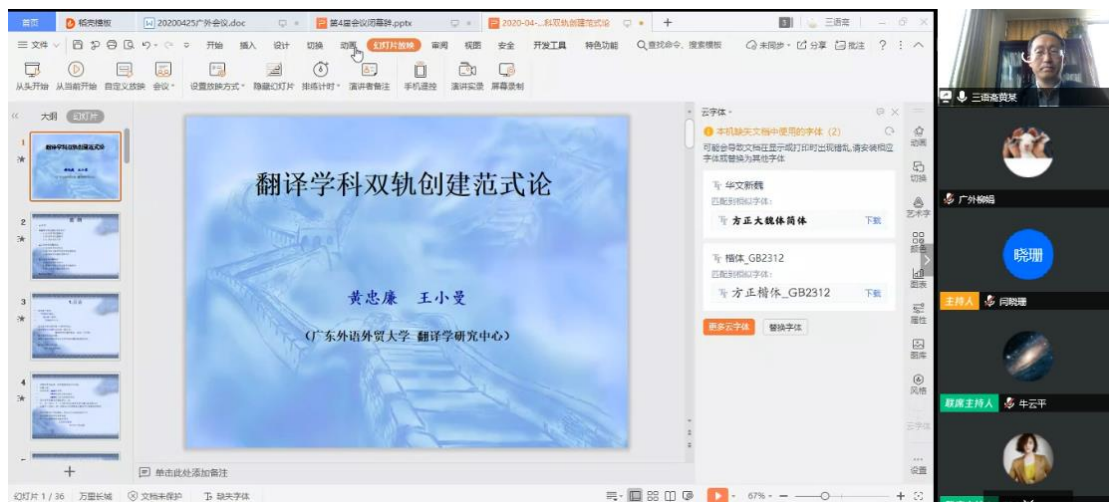 首页
稻壳模板
20200425广外会议.doc
第4届会议闭幕辞.pptx
2020-04-...科双轨创建范式论
+
文件
开始 插入 设计 切换 动画 幻灯片放映 审阅 视图 安全 开发工具 特色功能
查找命令、搜索模板
未同步 分享 批注
从头开始 从当前开始 自定义放映 会议 设置放映方式 隐藏幻灯片 排练计时 演讲者备注 手机遥控 演讲实录 屏幕录制
大纲 幻灯片
1
2
3
4
翻译学科双轨创建范式论
黄忠廉 王小曼
(广东外语外贸大学 翻译学研究中心)
云字体
本机缺失文档中使用的字体 (2)
可能会导致文档在显示或打印时出现错乱,请安装相应
字体或替换为其他字体
华文新魏
匹配到相似字体:
方正大魏体简体 下载
楷体_GB2312
匹配到相似字体:
方正楷体_GB2312 下载
更多云字体 替换字体
动画
切换
艺术字
颜色
图表
属性
图库
风格
云字体
设置
单击此处添加备注
幻灯片 1 / 36 万里长城 文档未保护 缺失字体
67%
三语斋黄某
广外柳娟
晓珊
主持人 闫晓珊
联席主持人 牛云平